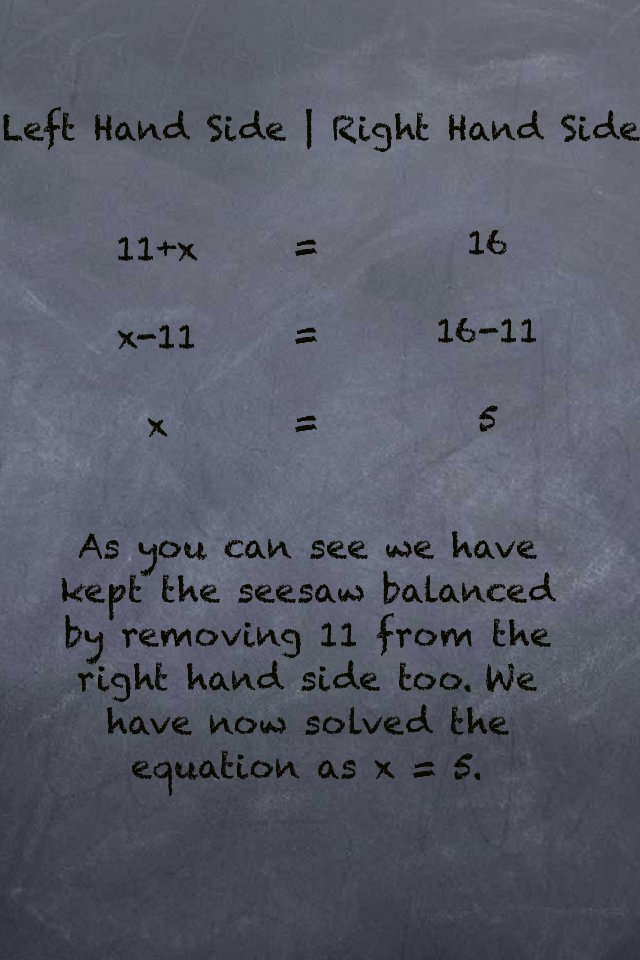 Left Hand Side | Right Hand Side
11+x = 16
x-11 = 16-11
x = 5
As you can see we have
kept the seesaw balanced
by removing 11 from the
right hand side too. We
have now solved the
equation as x = 5.